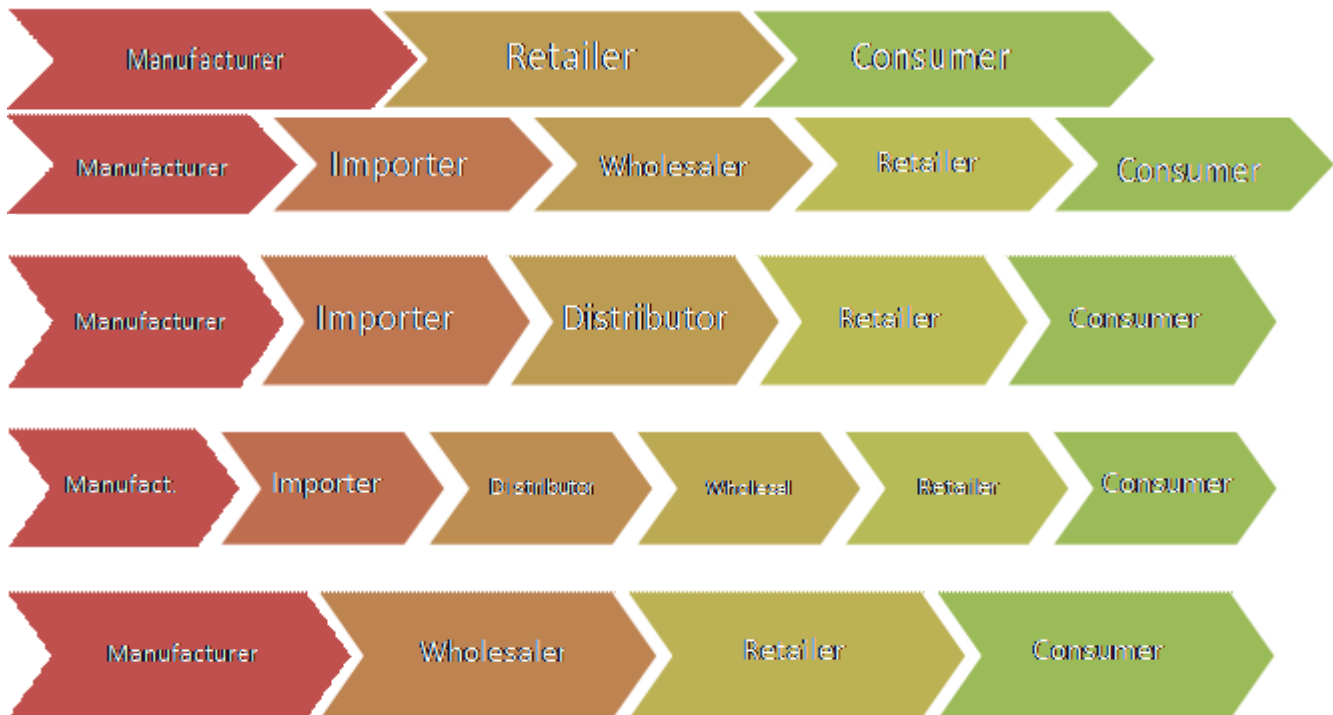 Manufacturer Retailer Consumer
Manufacturer Importer Wholesaler Retailer Consumer
Manufacturer Importer Distributor Retailer Consumer
Manufact. Importer Distributor Wholesal Retailer Consumer
Manufacturer Wholesaler Retailer Consumer